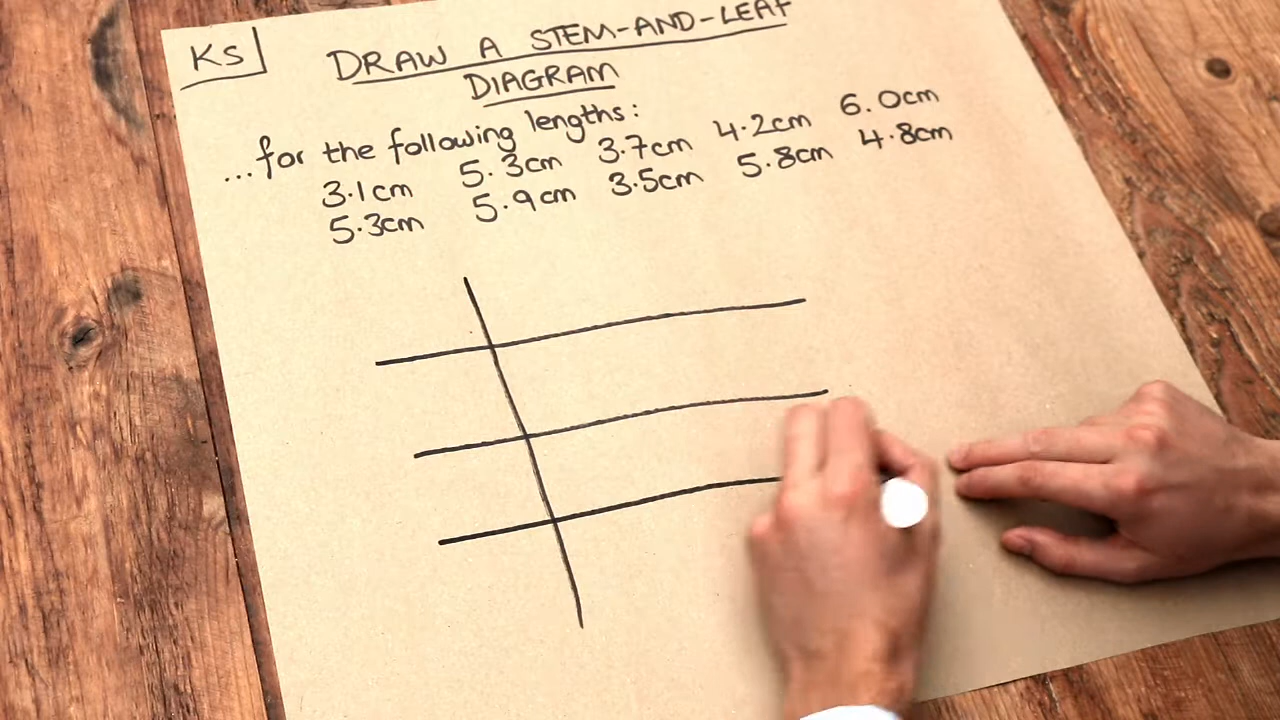 KS
DRAW A STEM-AND-LEAF
DIAGRAM
...for the following lengths:
3.1cm 5.3cm 3.7cm 4.2cm 6.0cm
5.3cm 5.9cm 3.5cm 5.8cm 4.8cm